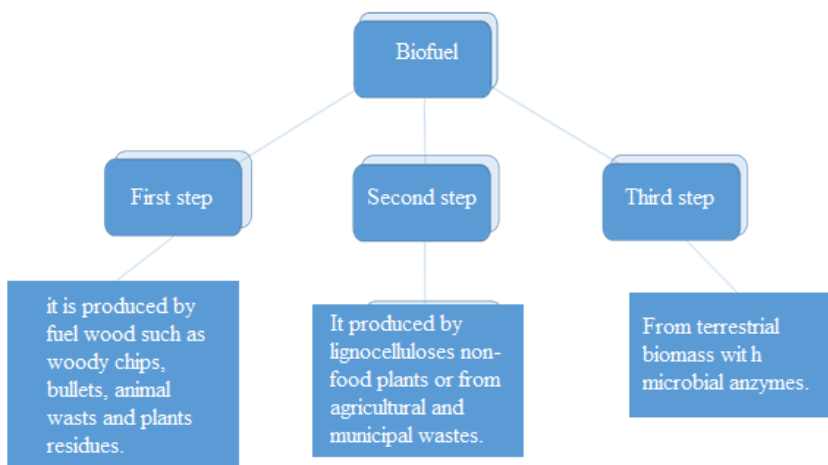 Biofuel
First step
Second step
Third step
it is produced by
fuel wood such as
woody chips,
bullets, animal
wasts and plants
residues.
It produced by
lignocelluloses non-
food plants or from
agricultural and
municipal wastes.
From terrestrial
biomass with
microbial anzymes.